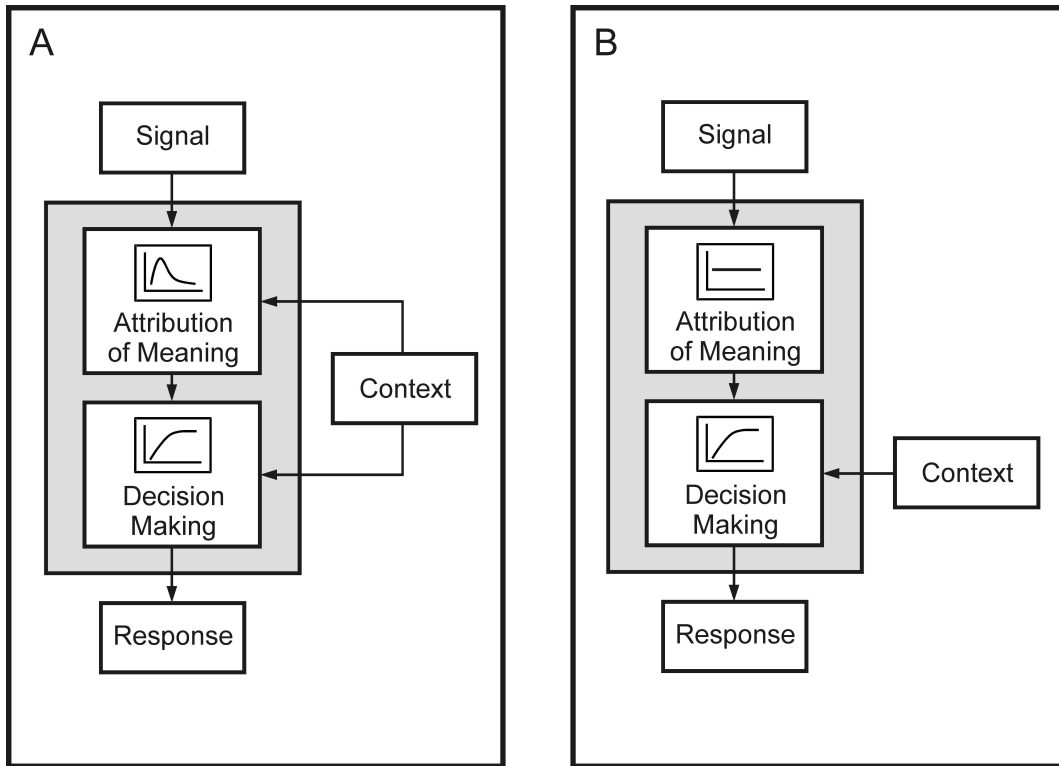 A
Signal
Attribution
of Meaning
Context
Decision
Making
Response
B
Signal
Attribution
of Meaning
Decision
Making
Context
Response